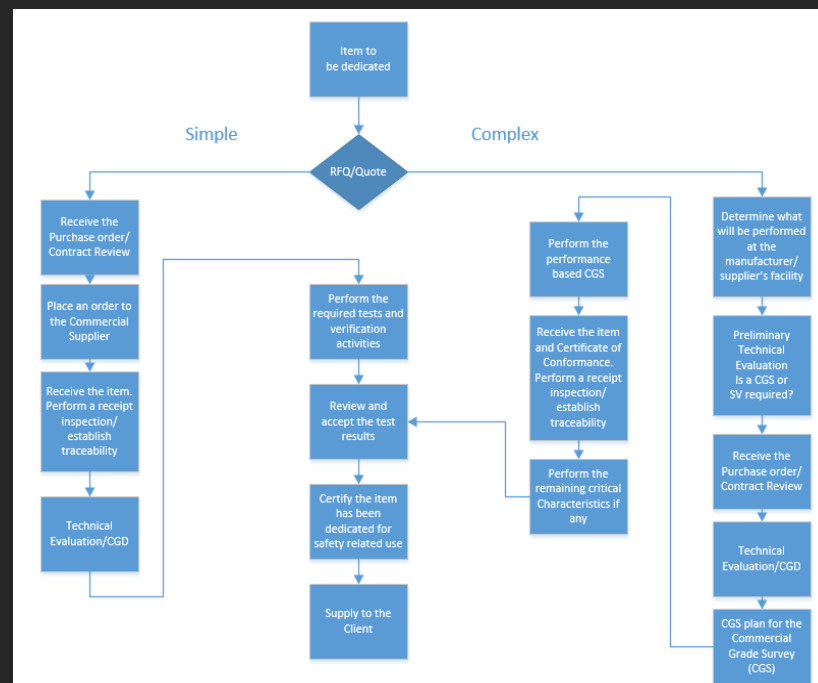 Item to
be dedicated
Simple
Complex
RFQ/Quote
Receive the
Purchase order/
Contract Review
Place an order to
the Commercial
Supplier
Receive the item.
Perform a receipt
inspection/
establish
traceability
Technical
Evaluation/CGD
Perform the
required tests and
verification
activities
Review and
accept the test
results
Certify the item
has been
dedicated for
safety related use
Supply to the
Client
Perform the
performance
based CGS
Receive the item
and Certificate of
Conformance.
Perform a receipt
inspection/
establish
traceability
Perform the
remaining critical
Characteristics if
any
Determine what
will be performed
at the
manufacturer/
supplier's facility
Preliminary
Technical
Evaluation
Is a CGS or
SV required?
Receive the
Purchase order/
Contract Review
Technical
Evaluation/CGD
CGS plan for the
Commercial
Grade Survey
(CGS)